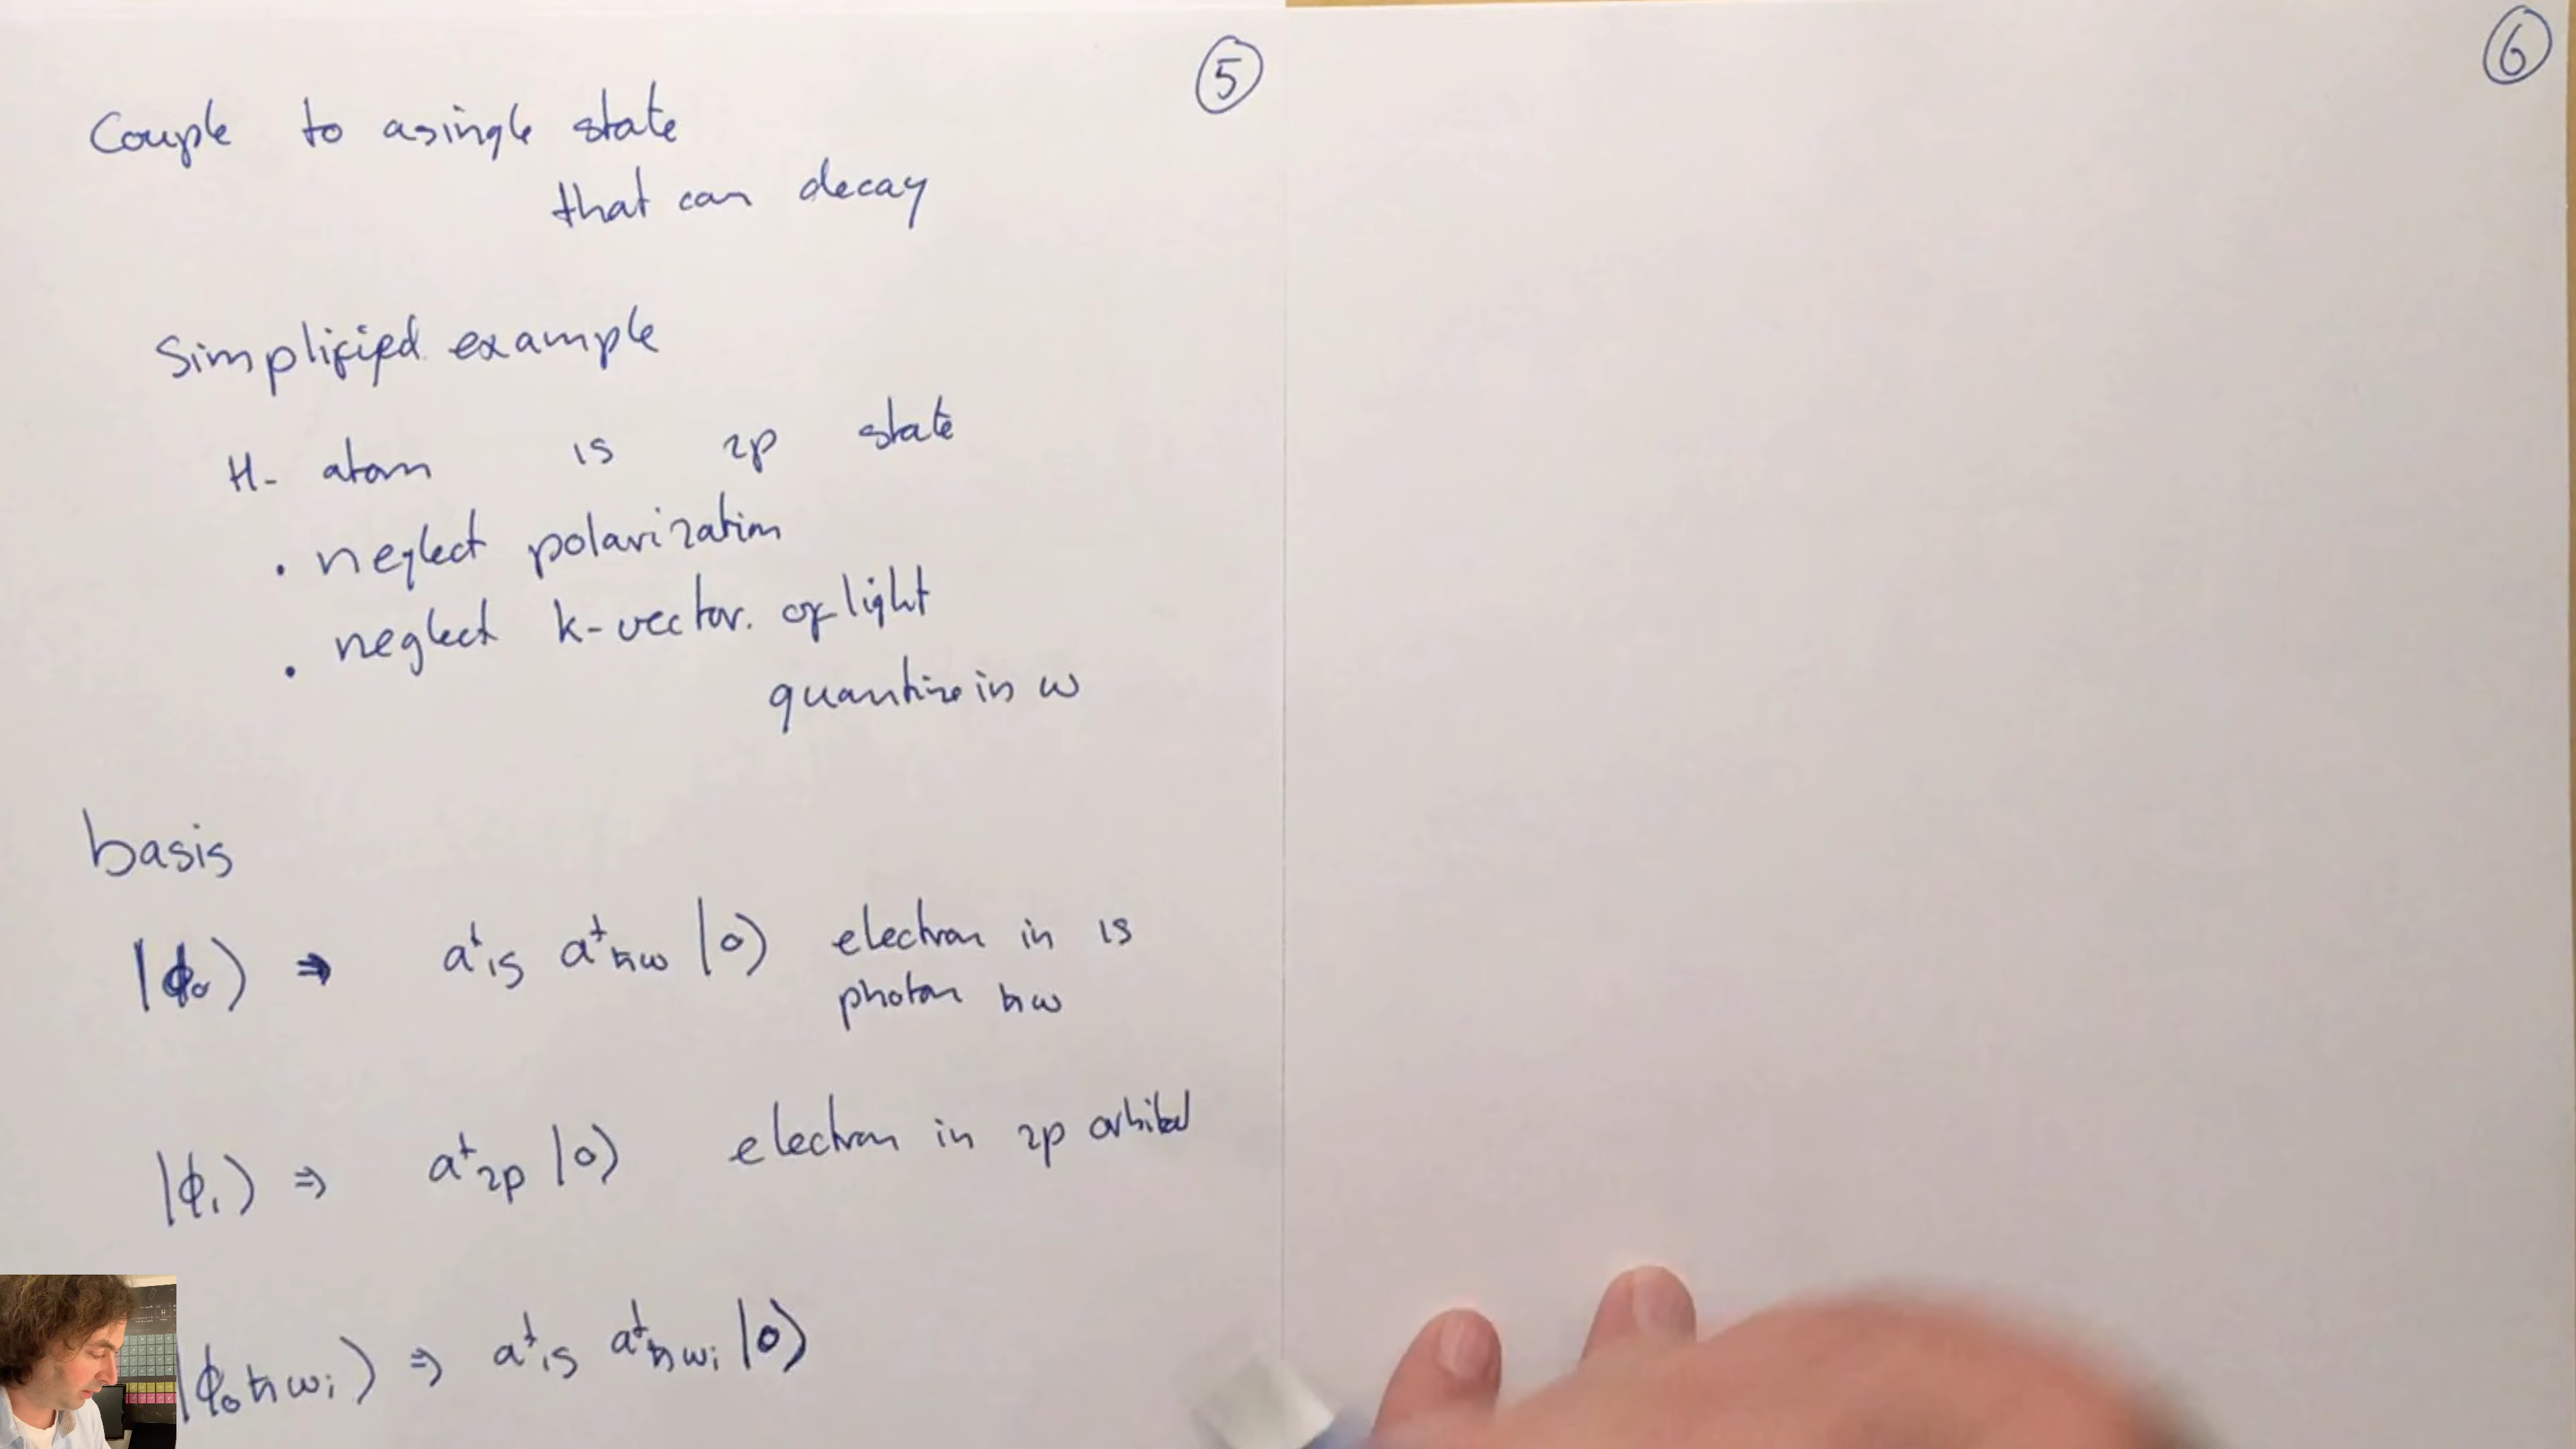 5
Couple to a single state
that can decay
Simplified example
H- atom 1s 2p state
· neglect polarization
· neglect k-vector. of light
quantize in ω
basis
|ϕ₀⟩ ⇒ a†1s a†ħω |0⟩ electron in 1s
photon ħω
|ϕ₁⟩ ⇒ a†2p |0⟩ electron in 2p orbital
|ϕ₀ ħωᵢ⟩ ⇒ a†1s a†ħωᵢ |0⟩
6